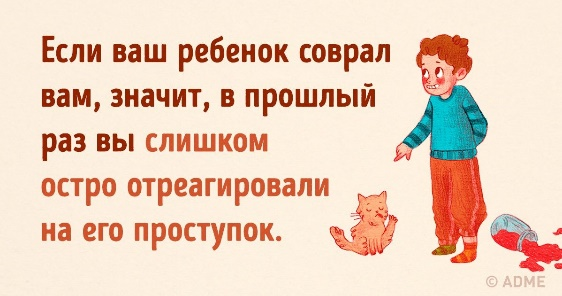 Если ваш ребенок соврал
вам, значит, в прошлый
раз вы слишком
остро отреагировали
на его проступок.
© ADME